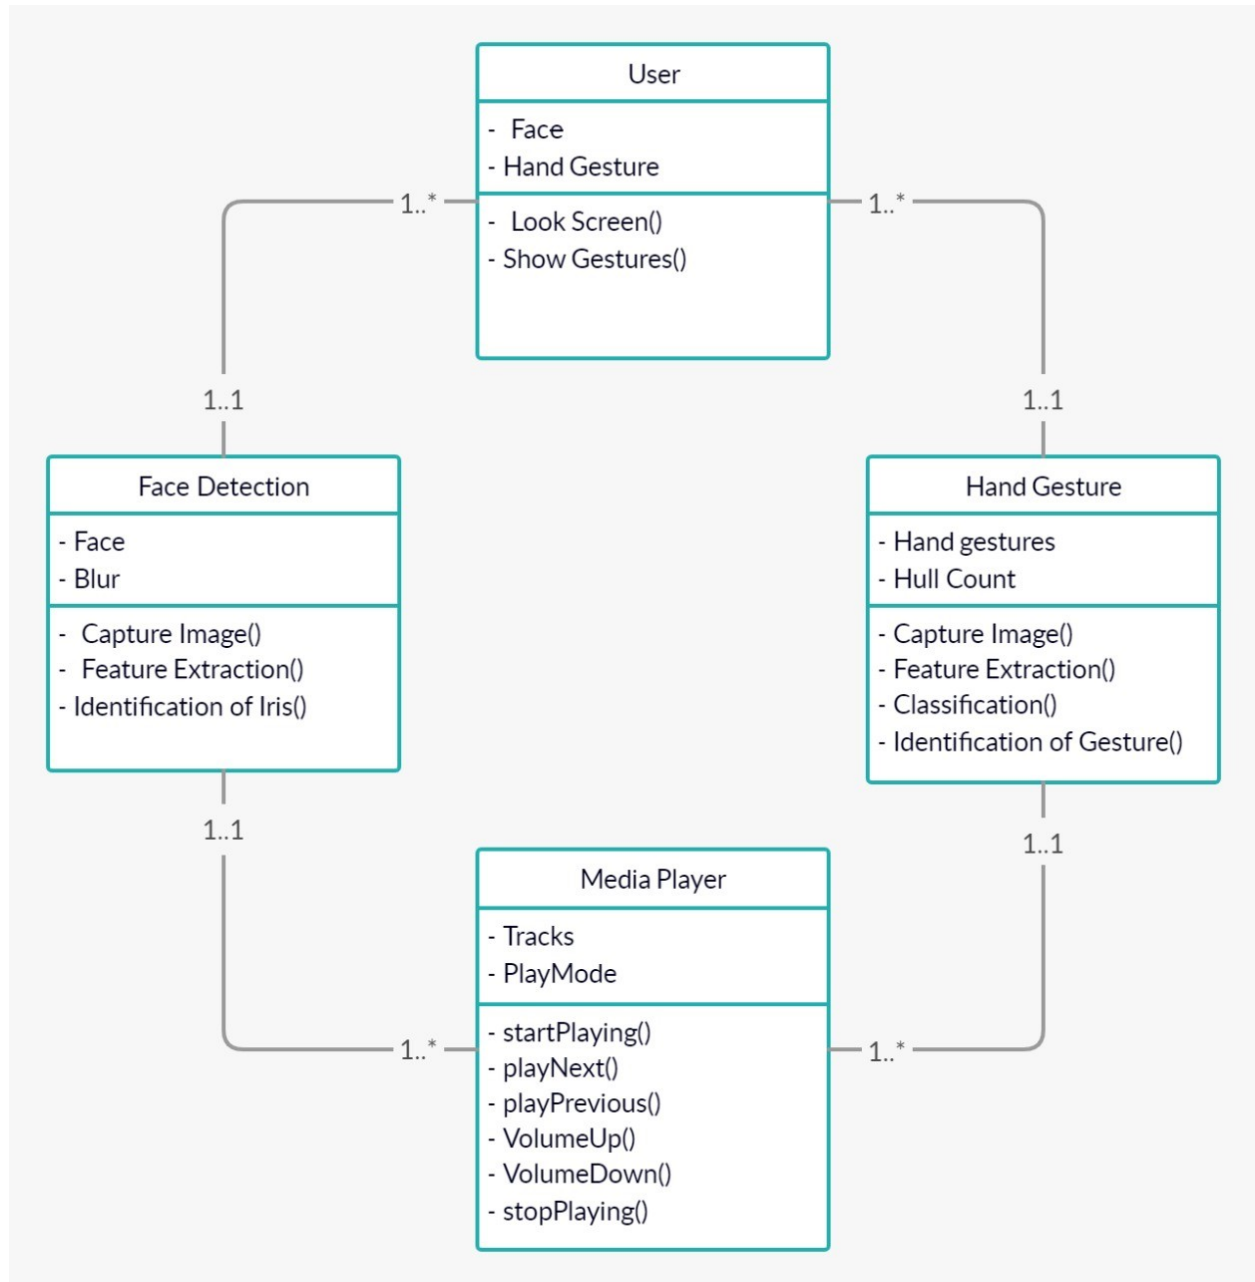 User
- Face
- Hand Gesture
1..*
1..*
- Look Screen()
- Show Gestures()
1..1
1..1
Face Detection
- Face
- Blur
- Capture Image()
- Feature Extraction()
- Identification of Iris()
Hand Gesture
- Hand gestures
- Hull Count
- Capture Image()
- Feature Extraction()
- Classification()
- Identification of Gesture()
1..1
1..1
Media Player
- Tracks
- PlayMode
1..*
1..*
- startPlaying()
- playNext()
- playPrevious()
- VolumeUp()
- VolumeDown()
- stopPlaying()